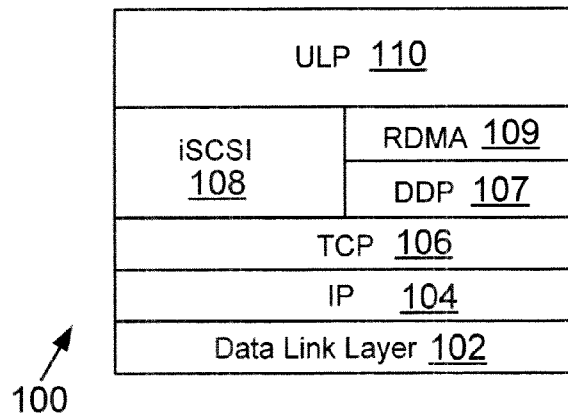 ULP 110
iSCSI
108
RDMA 109
DDP 107
TCP 106
IP 104
Data Link Layer 102
100